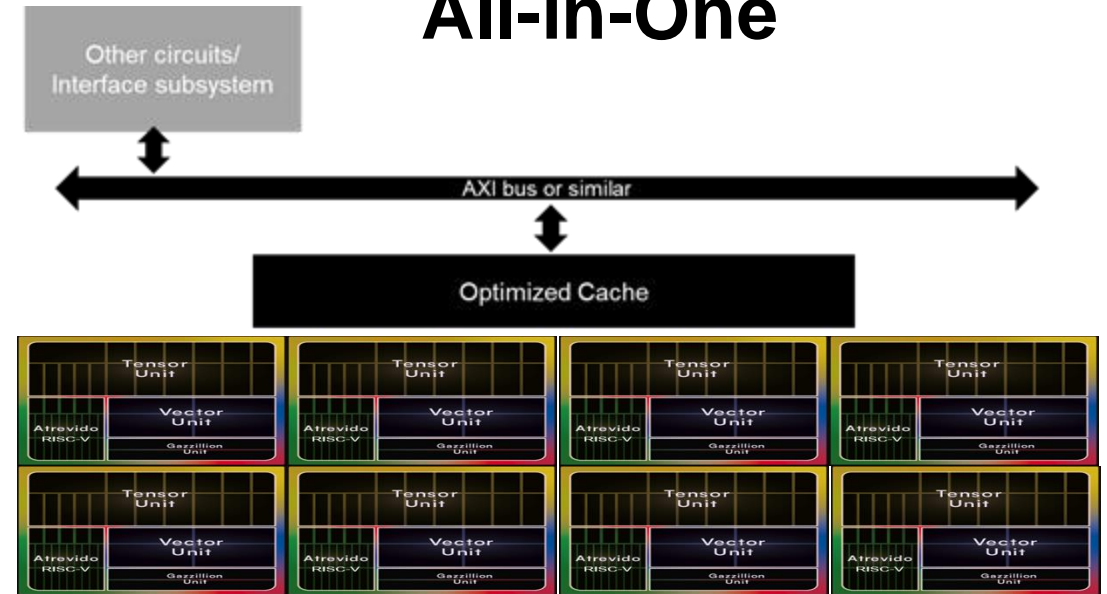 All-in-One
Other circuits/
Interface subsystem
AXI bus or similar
Optimized Cache
Tensor
Unit
Vector
Unit
Atrevido
RISC-V
Gazzillion
Unit
Tensor
Unit
Vector
Unit
Atrevido
RISC-V
Gazzillion
Unit
Tensor
Unit
Vector
Unit
Atrevido
RISC-V
Gazzillion
Unit
Tensor
Unit
Vector
Unit
Atrevido
RISC-V
Gazzillion
Unit
Tensor
Unit
Vector
Unit
Atrevido
RISC-V
Gazzillion
Unit
Tensor
Unit
Vector
Unit
Atrevido
RISC-V
Gazzillion
Unit
Tensor
Unit
Vector
Unit
Atrevido
RISC-V
Gazzillion
Unit
Tensor
Unit
Vector
Unit
Atrevido
RISC-V
Gazzillion
Unit